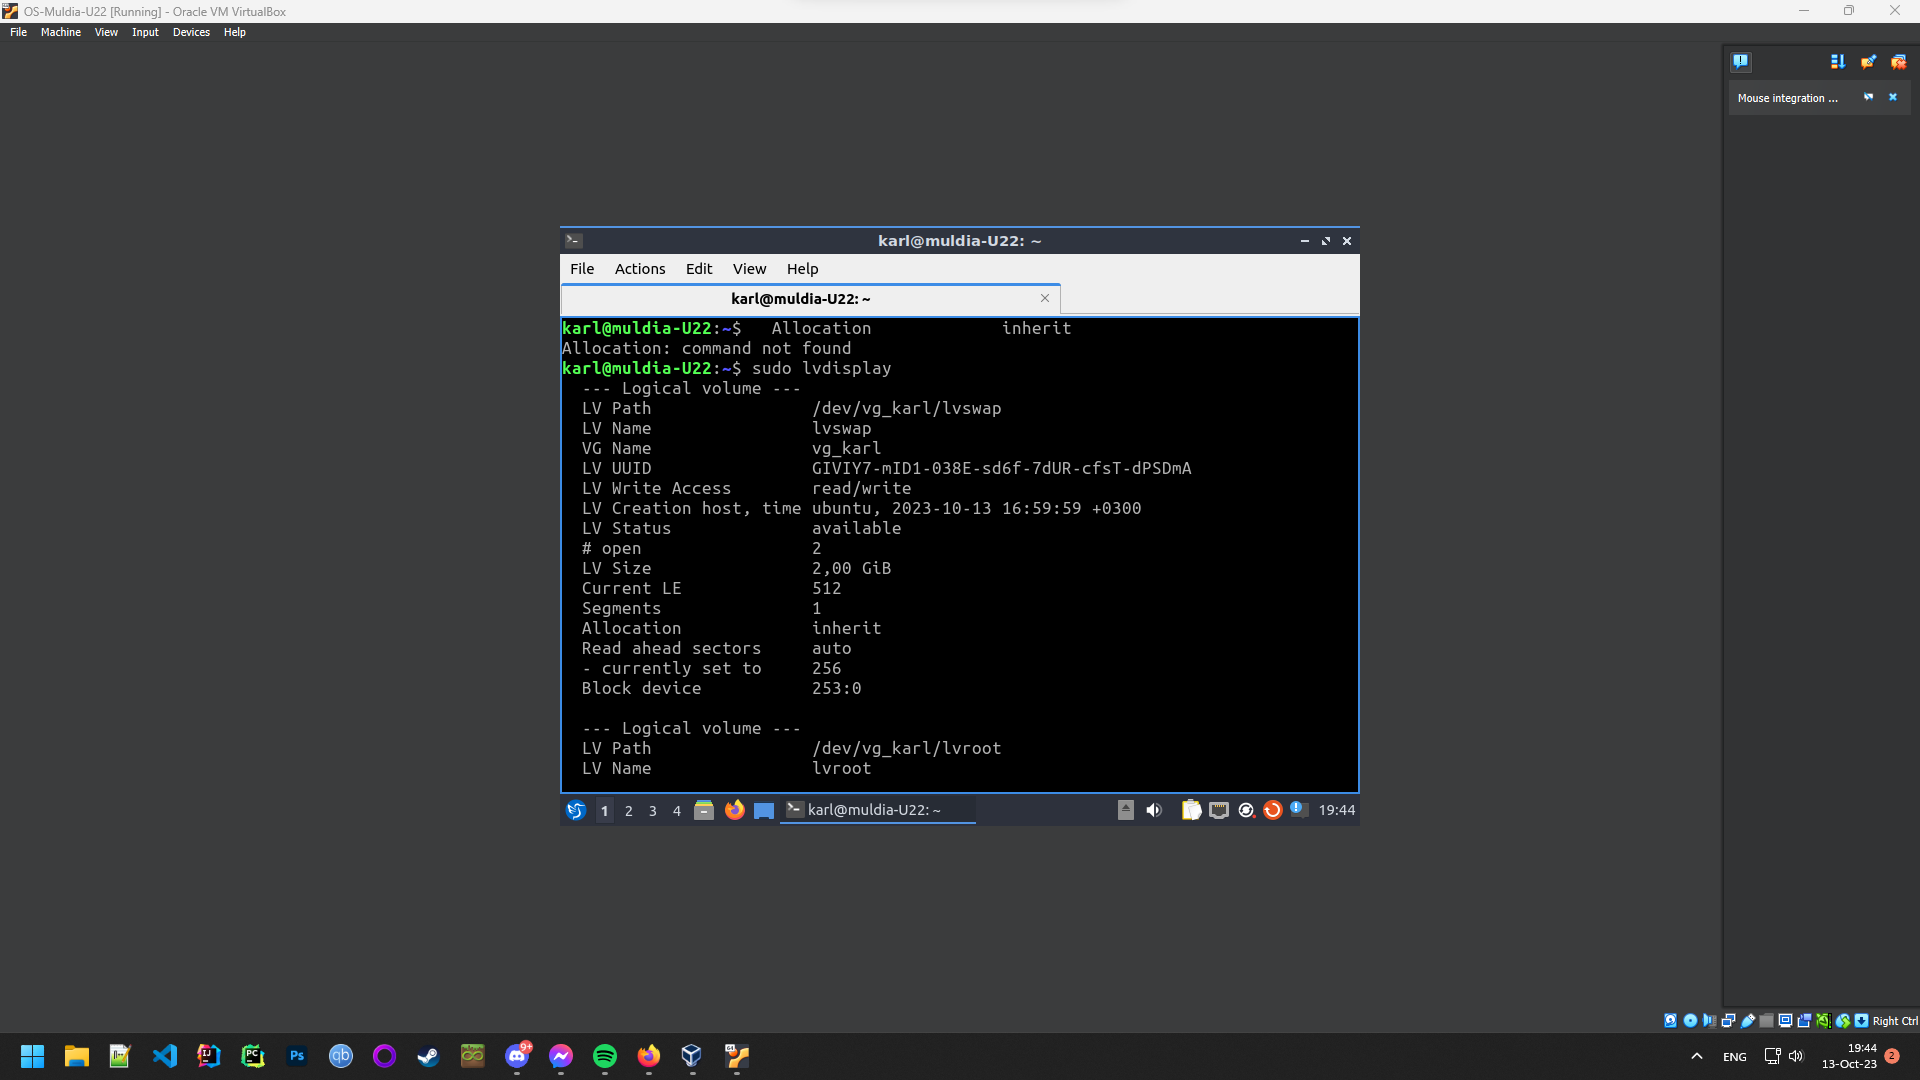 OS-Muldia-U22 [Running] - Oracle VM VirtualBox
File Machine View Input Devices Help
Mouse integration ...
karl@muldia-U22: ~
File Actions Edit View Help
karl@muldia-U22: ~
karl@muldia-U22:~$   Allocation             inherit
Allocation: command not found
karl@muldia-U22:~$ sudo lvdisplay
  --- Logical volume ---
  LV Path                /dev/vg_karl/lvswap
  LV Name                lvswap
  VG Name                vg_karl
  LV UUID                GIVIY7-mID1-038E-sd6f-7dUR-cfsT-dPSDmA
  LV Write Access        read/write
  LV Creation host, time ubuntu, 2023-10-13 16:59:59 +0300
  LV Status              available
  # open                 2
  LV Size                2,00 GiB
  Current LE             512
  Segments               1
  Allocation             inherit
  Read ahead sectors     auto
  - currently set to     256
  Block device           253:0
  --- Logical volume ---
  LV Path                /dev/vg_karl/lvroot
  LV Name                lvroot
1 2 3 4 karl@muldia-U22: ~ 19:44
Right Ctrl
IJ PC Ps qb 9+ 64 ENG 19:44 2
13-Oct-23